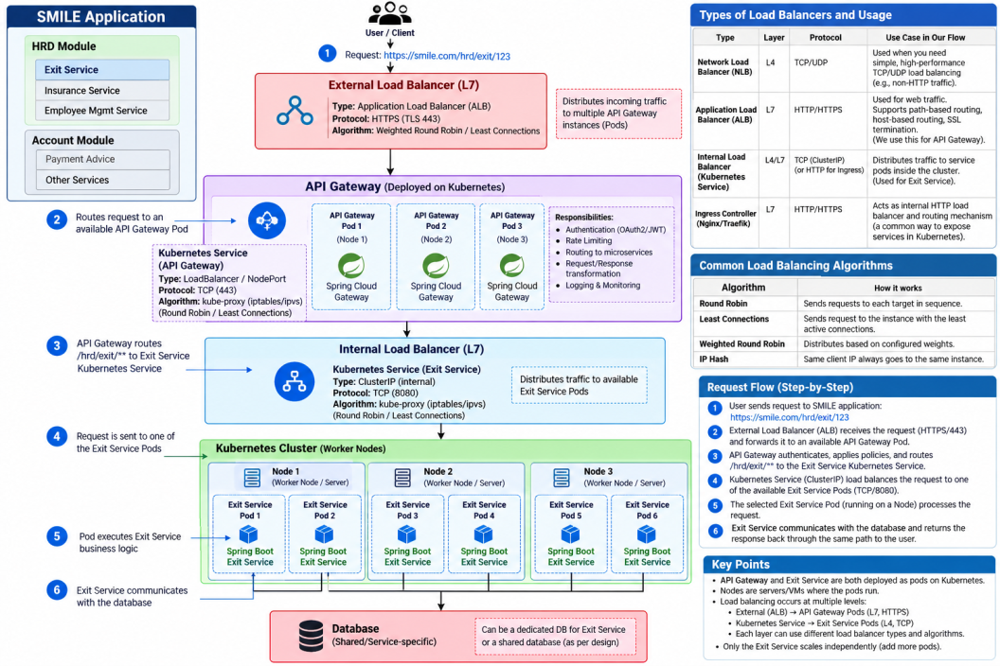 SMILE Application
HRD Module
Exit Service
Insurance Service
Employee Mgmt Service
Account Module
Payment Advice
Other Services
User / Client
1
Request: https://smile.com/hrd/exit/123
External Load Balancer (L7)
Type: Application Load Balancer (ALB)
Protocol: HTTPS (TLS 443)
Algorithm: Weighted Round Robin / Least Connections
Distributes incoming traffic
to multiple API Gateway
instances (Pods)
2
Routes request to an
available API Gateway Pod
API Gateway (Deployed on Kubernetes)
Kubernetes Service
(API Gateway)
Type: LoadBalancer / NodePort
Protocol: TCP (443)
Algorithm: kube-proxy (iptables/ipvs)
(Round Robin / Least Connections)
API Gateway
Pod 1
(Node 1)
Spring Cloud
Gateway
API Gateway
Pod 2
(Node 2)
Spring Cloud
Gateway
API Gateway
Pod 3
(Node 3)
Spring Cloud
Gateway
Responsibilities:
• Authentication (OAuth2/JWT)
• Rate Limiting
• Routing to microservices
• Request/Response
transformation
• Logging & Monitoring
3
API Gateway routes
/hrd/exit/** to Exit Service
Kubernetes Service
Internal Load Balancer (L7)
Kubernetes Service (Exit Service)
Type: ClusterIP (internal)
Protocol: TCP (8080)
Algorithm: kube-proxy (iptables/ipvs)
(Round Robin / Least Connections)
Distributes traffic to available
Exit Service Pods
4
Request is sent to one of
the Exit Service Pods
Kubernetes Cluster (Worker Nodes)
Node 1
(Worker Node / Server)
Exit Service
Pod 1
Spring Boot
Exit Service
Exit Service
Pod 2
Spring Boot
Exit Service
Node 2
(Worker Node / Server)
Exit Service
Pod 3
Spring Boot
Exit Service
Exit Service
Pod 4
Spring Boot
Exit Service
Node 3
(Worker Node / Server)
Exit Service
Pod 5
Spring Boot
Exit Service
Exit Service
Pod 6
Spring Boot
Exit Service
5
Pod executes Exit Service
business logic
6
Exit Service communicates
with the database
Database
(Shared/Service-specific)
Can be a dedicated DB for Exit Service
or a shared database (as per design)
Types of Load Balancers and Usage
Type Layer Protocol Use Case in Our Flow
Network Load
Balancer (NLB)
L4
TCP/UDP
Used when you need
simple, high-performance
TCP/UDP load balancing
(e.g., non-HTTP traffic).
Application Load
Balancer (ALB)
L7
HTTP/HTTPS
Used for web traffic.
Supports path-based routing,
host-based routing, SSL
termination.
(We use this for API Gateway).
Internal Load
Balancer
(Kubernetes
Service)
L4/L7
TCP (ClusterIP)
(or HTTP for Ingress)
Distributes traffic to service
pods inside the cluster.
(Used for Exit Service).
Ingress Controller
(Nginx/Traefik)
L7
HTTP/HTTPS
Acts as internal HTTP load
balancer and routing mechanism
(a common way to expose
services in Kubernetes).
Common Load Balancing Algorithms
Algorithm How it works
Round Robin Sends requests to each target in sequence.
Least Connections Sends request to the instance with the least
active connections.
Weighted Round Robin Distributes based on configured weights.
IP Hash Same client IP always goes to the same instance.
Request Flow (Step-by-Step)
1 User sends request to SMILE application:
https://smile.com/hrd/exit/123
2 External Load Balancer (ALB) receives the request (HTTPS/443)
and forwards it to an available API Gateway Pod.
3 API Gateway authenticates, applies policies, and routes
/hrd/exit/** to the Exit Service Kubernetes Service.
4 Kubernetes Service (ClusterIP) load balances the request to one
of the available Exit Service Pods (TCP/8080).
5 The selected Exit Service Pod (running on a Node) processes the
request.
6 Exit Service communicates with the database and returns the
response back through the same path to the user.
Key Points
• API Gateway and Exit Service are both deployed as pods on Kubernetes.
• Nodes are servers/VMs where the pods run.
• Load balancing occurs at multiple levels:
• External (ALB) → API Gateway Pods (L7, HTTPS)
• Kubernetes Service → Exit Service Pods (L4, TCP)
• Each layer can use different load balancer types and algorithms.
• Only the Exit Service scales independently (add more pods).